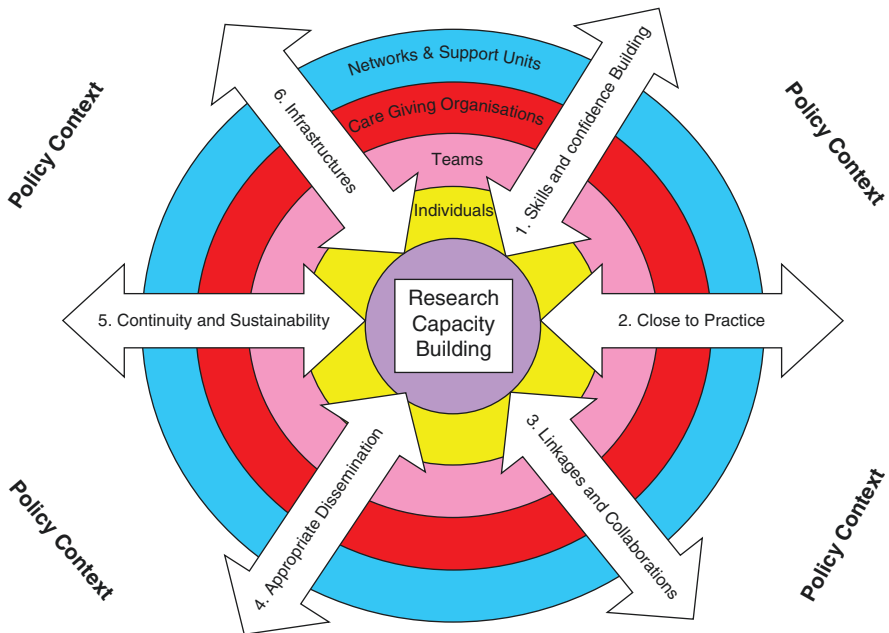 Networks & Support Units
Care Giving Organisations
Teams
Individuals
Research
Capacity
Building
1. Skills and confidence Building
2. Close to Practice
3. Linkages and Collaborations
4. Appropriate Dissemination
5. Continuity and Sustainability
6. Infrastructures
Policy Context
Policy Context
Policy Context
Policy Context